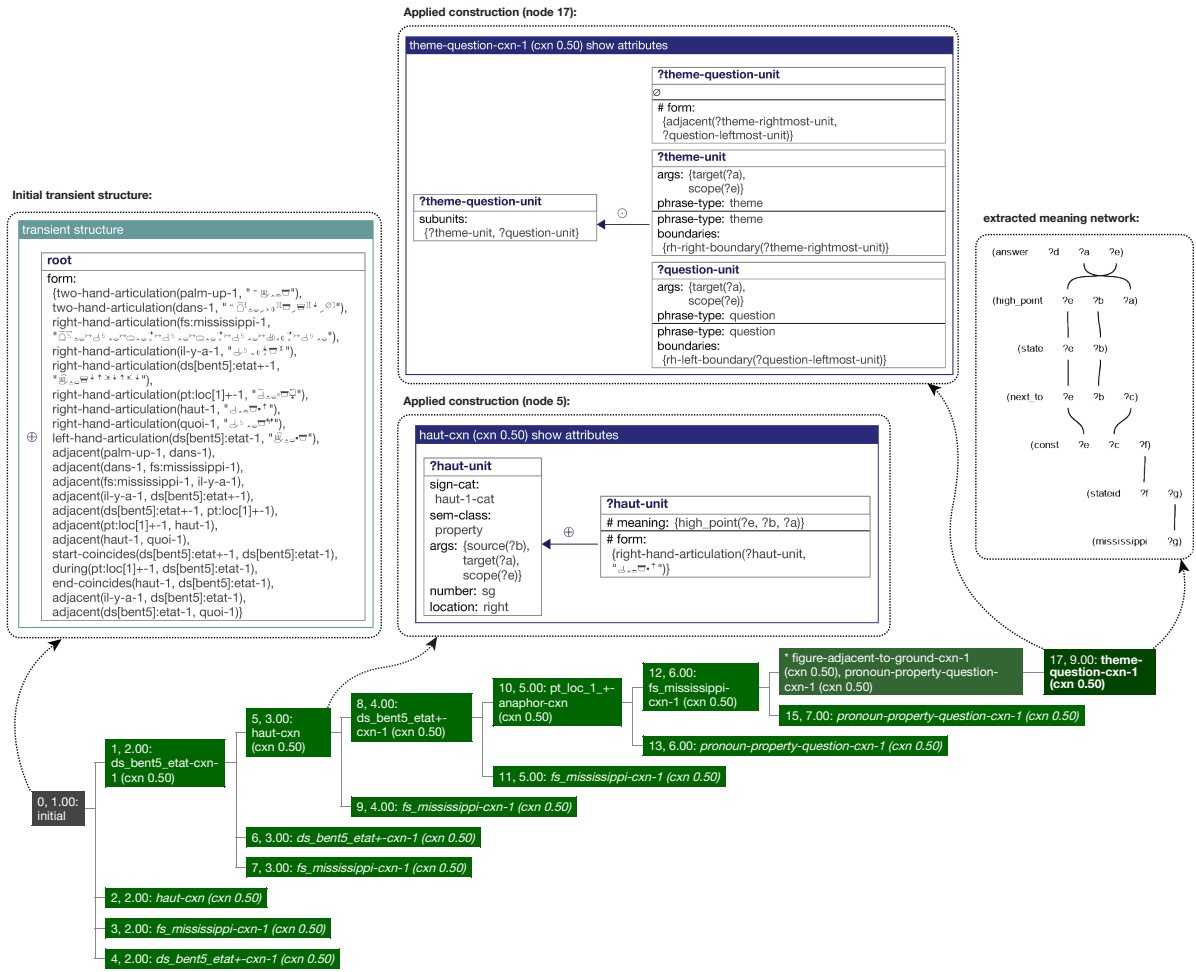 Applied construction (node 17):
theme-question-cxn-1 (cxn 0.50) show attributes
?theme-question-unit
subunits:
{?theme-unit, ?question-unit}
⊙
?theme-question-unit
∅
# form:
{adjacent(?theme-rightmost-unit,
?question-leftmost-unit)}
?theme-unit
args: {target(?a),
scope(?e)}
phrase-type: theme
phrase-type: theme
boundaries:
{rh-right-boundary(?theme-rightmost-unit)}
?question-unit
args: {target(?a),
scope(?e)}
phrase-type: question
phrase-type: question
boundaries:
{rh-left-boundary(?question-leftmost-unit)}
Initial transient structure:
transient structure
root
form:
{two-hand-articulation(palm-up-1,
two-hand-articulation(dans-1,
right-hand-articulation(fs:mississippi-1,
right-hand-articulation(il-y-a-1,
right-hand-articulation(ds[bent5]:etat+-1,
right-hand-articulation(pt:loc[1]+-1,
right-hand-articulation(haut-1,
right-hand-articulation(quoi-1,
⊕ left-hand-articulation(ds[bent5]:etat-1,
adjacent(palm-up-1, dans-1),
adjacent(dans-1, fs:mississippi-1),
adjacent(fs:mississippi-1, il-y-a-1),
adjacent(il-y-a-1, ds[bent5]:etat+-1),
adjacent(ds[bent5]:etat+-1, pt:loc[1]+-1),
adjacent(pt:loc[1]+-1, haut-1),
adjacent(haut-1, quoi-1),
start-coincides(ds[bent5]:etat+-1, ds[bent5]:etat-1),
during(pt:loc[1]+-1, ds[bent5]:etat-1),
end-coincides(haut-1, ds[bent5]:etat-1),
adjacent(il-y-a-1, ds[bent5]:etat-1),
adjacent(ds[bent5]:etat-1, quoi-1)}
Applied construction (node 5):
haut-cxn (cxn 0.50) show attributes
?haut-unit
sign-cat:
haut-1-cat
sem-class:
property
args: {source(?b),
target(?a),
scope(?e)}
number: sg
location: right
⊕
?haut-unit
# meaning: {high_point(?e, ?b, ?a)}
# form:
{right-hand-articulation(?haut-unit,
extracted meaning network:
(answer ?d ?a ?e)
(high_point ?e ?b ?a)
(state ?e ?b)
(next_to ?e ?b ?c)
(const ?e ?c ?f)
(stateid ?f ?g)
(mississippi ?g)
0, 1.00:
initial
1, 2.00:
ds_bent5_etat-cxn-
1 (cxn 0.50)
2, 2.00: haut-cxn (cxn 0.50)
3, 2.00: fs_mississippi-cxn-1 (cxn 0.50)
4, 2.00: ds_bent5_etat+-cxn-1 (cxn 0.50)
5, 3.00:
haut-cxn
(cxn 0.50)
6, 3.00: ds_bent5_etat+-cxn-1 (cxn 0.50)
7, 3.00: fs_mississippi-cxn-1 (cxn 0.50)
8, 4.00:
ds_bent5_etat+-
cxn-1 (cxn 0.50)
9, 4.00: fs_mississippi-cxn-1 (cxn 0.50)
10, 5.00: pt_loc_1_+-
anaphor-cxn
(cxn 0.50)
11, 5.00: fs_mississippi-cxn-1 (cxn 0.50)
12, 6.00:
fs_mississippi-
cxn-1 (cxn 0.50)
13, 6.00: pronoun-property-question-cxn-1 (cxn 0.50)
* figure-adjacent-to-ground-cxn-1
(cxn 0.50), pronoun-property-question-
cxn-1 (cxn 0.50)
15, 7.00: pronoun-property-question-cxn-1 (cxn 0.50)
17, 9.00: theme-
question-cxn-1
(cxn 0.50)